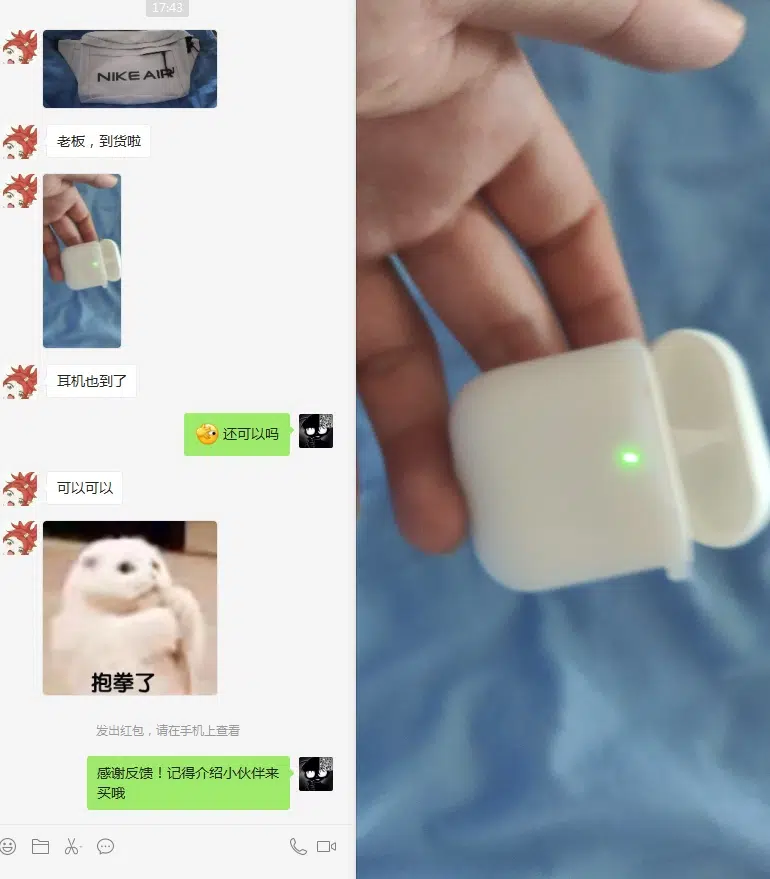 17:43
NIKE AIR
老板，到货啦
耳机也到了
还可以吗
可以可以
抱拳了
发出红包，请在手机上查看
感谢反馈！记得介绍小伙伴来
买哦